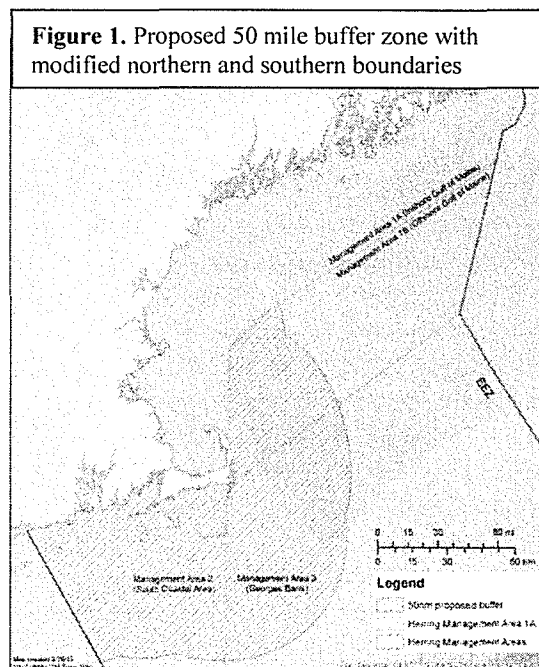 Figure 1. Proposed 50 mile buffer zone with
modified northern and southern boundaries
Management Area 1A (Inshore Gulf of Maine)
Management Area 1B (Offshore Gulf of Maine)
EEZ
Management Area 2
(South Coastal Area)
Management Area 3
(Georges Bank)
0 15 30 60 nm
0 15 30 60 sm
Legend
50nm proposed buffer
Herring Management Area 1A
Herring Management Areas